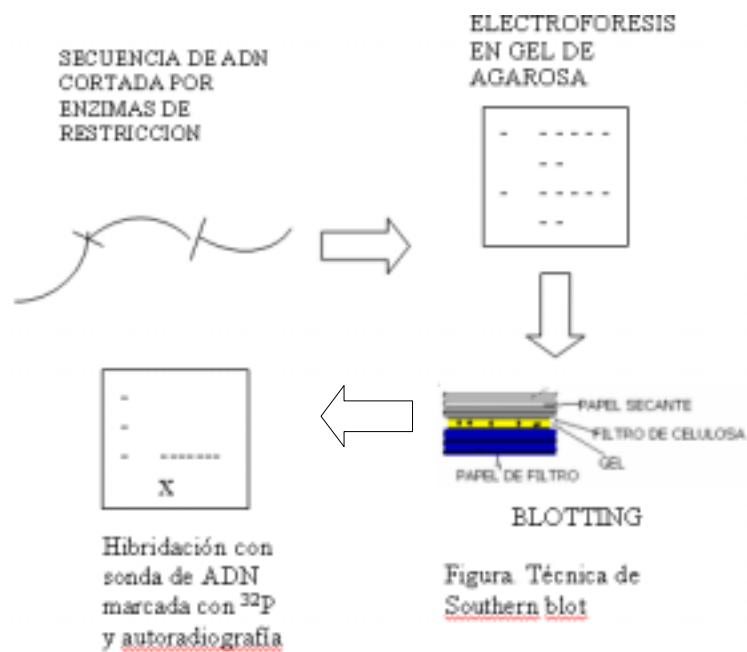 SECUENCIA DE ADN
CORTADA POR
ENZIMAS DE
RESTRICCION
ELECTROFORESIS
EN GEL DE
AGAROSA
PAPEL SECANTE
FILTRO DE CELULOSA
GEL
PAPEL DE FILTRO
BLOTTING
Figura. Técnica de
Southern blot
X
Hibridación con
sonda de ADN
marcada con ³²P
y autoradiografía